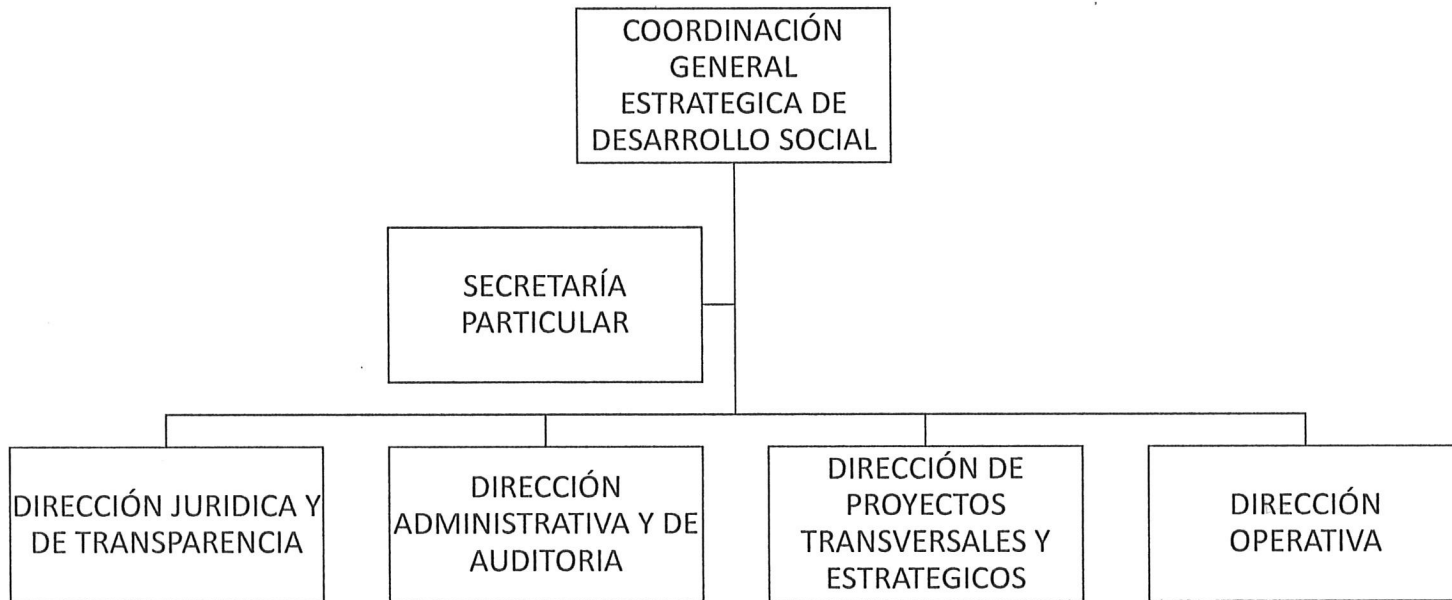 COORDINACIÓN
GENERAL
ESTRATEGICA DE
DESARROLLO SOCIAL
SECRETARÍA
PARTICULAR
DIRECCIÓN JURIDICA Y
DE TRANSPARENCIA
DIRECCIÓN
ADMINISTRATIVA Y DE
AUDITORIA
DIRECCIÓN DE
PROYECTOS
TRANSVERSALES Y
ESTRATEGICOS
DIRECCIÓN
OPERATIVA